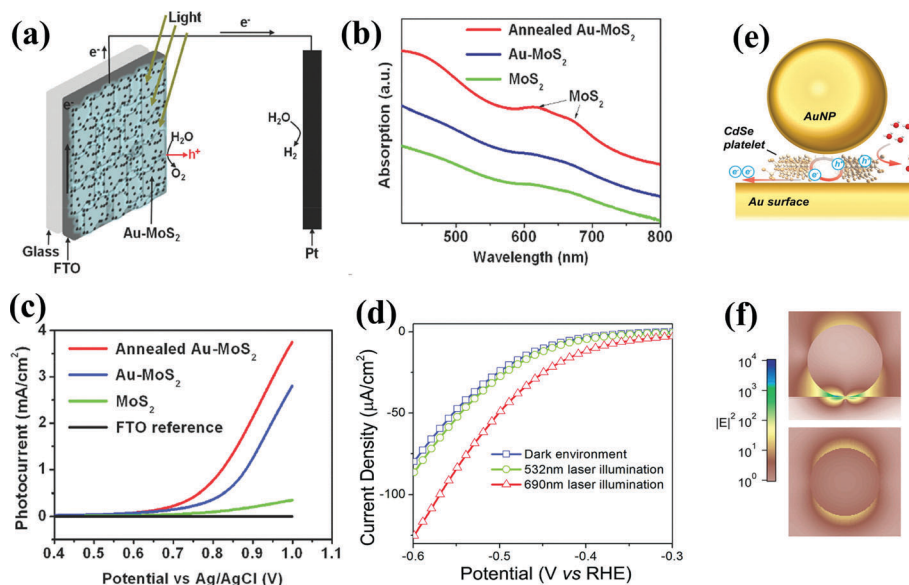 (a)
Light
e⁻
e⁻
e⁻
H₂O
h⁺
O₂
H₂O
H₂
Au-MoS₂
Glass
FTO
Pt
(b)
Absorption (a.u.)
Annealed Au-MoS₂
Au-MoS₂
MoS₂
MoS₂
500 600 700 800
Wavelength (nm)
(e)
AuNP
CdSe
platelet
h⁺
h⁺
e⁻ e⁻
e⁻
Au surface
(c)
Photocurrent (mA/cm²)
4
3
2
1
0
Annealed Au-MoS₂
Au-MoS₂
MoS₂
FTO reference
0.4 0.5 0.6 0.7 0.8 0.9 1.0 1.1
Potential vs Ag/AgCl (V)
(d)
Current Density (μA/cm²)
0
-50
-100
Dark environment
532nm laser illumination
690nm laser illumination
-0.6 -0.5 -0.4 -0.3
Potential (V vs RHE)
(f)
|E|²
10⁴
10³
10²
10¹
10⁰